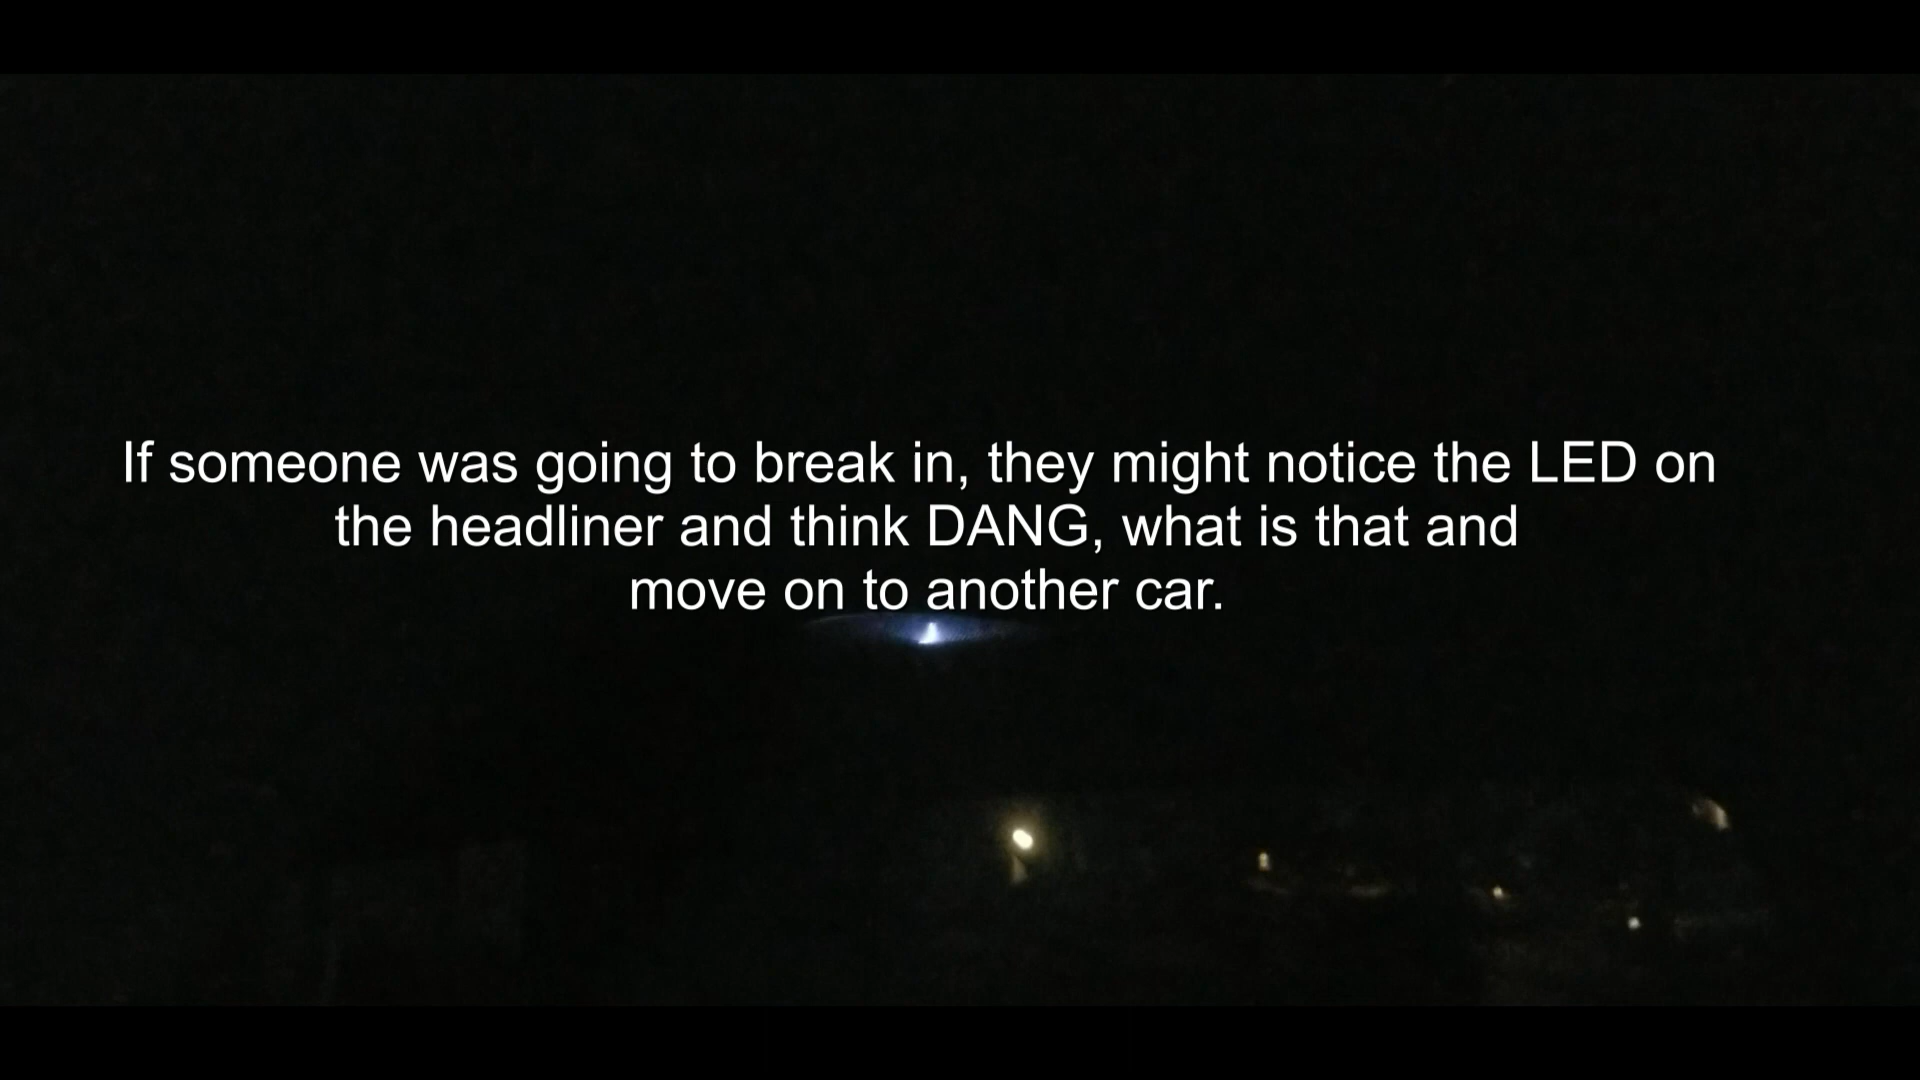 If someone was going to break in, they might notice the LED on
the headliner and think DANG, what is that and
move on to another car.